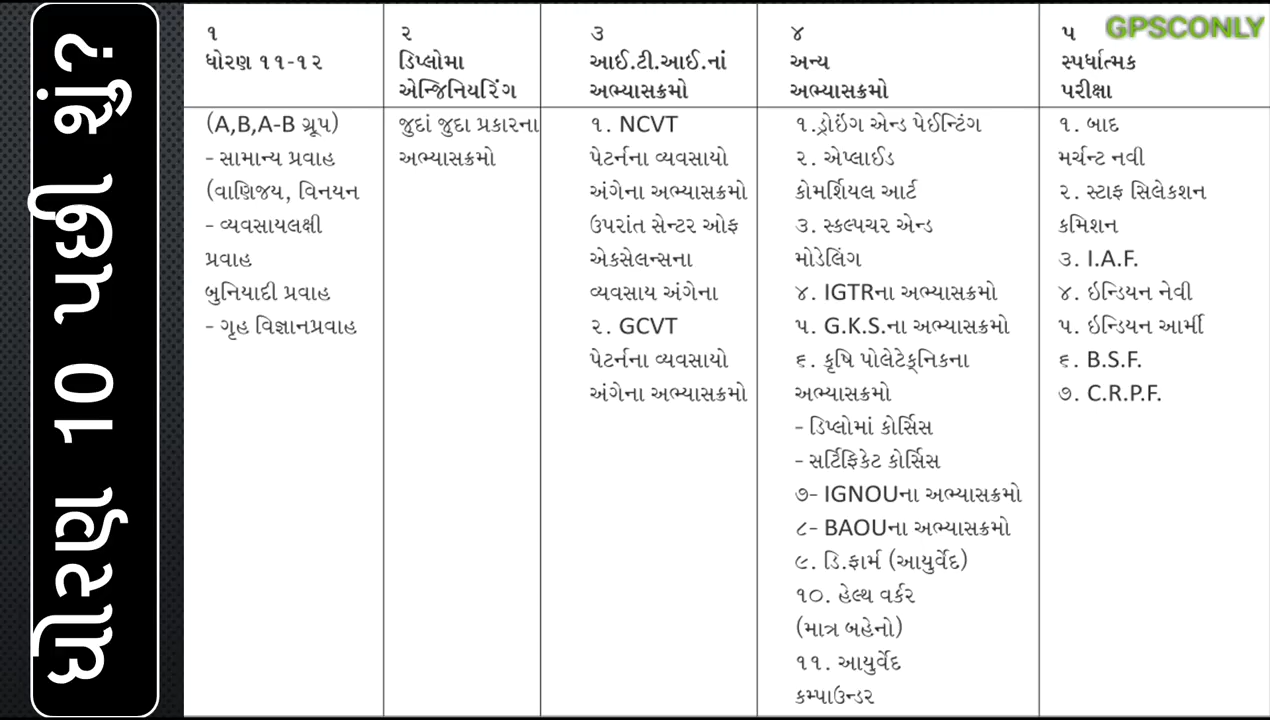 ધોરણ 10 પછી શું?
GPSCONLY
૧
ધોરણ ૧૧-૧૨
(A,B,A-B ગ્રૂપ)
- સામાન્ય પ્રવાહ
(વાણિજય, વિનયન
- વ્યવસાયલક્ષી
પ્રવાહ
બુનિયાદી પ્રવાહ
- ગૃહ વિજ્ઞાનપ્રવાહ
૨
ડિપ્લોમા
એન્જિનિયરિંગ
જુદાં જુદા પ્રકારના
અભ્યાસક્રમો
૩
આઈ.ટી.આઈ.નાં
અભ્યાસક્રમો
૧. NCVT
પેટર્નના વ્યવસાયો
અંગેના અભ્યાસક્રમો
ઉપરાંત સેન્ટર ઓફ
એકસેલન્સના
વ્યવસાય અંગેના
૨. GCVT
પેટર્નના વ્યવસાયો
અંગેના અભ્યાસક્રમો
૪
અન્ય
અભ્યાસક્રમો
૧.ડ્રોઇંગ એન્ડ પેઈન્ટિંગ
૨. એપ્લાઈડ
કોમર્શિયલ આર્ટ
૩. સ્કલ્પચર એન્ડ
મોડેલિંગ
૪. IGTRના અભ્યાસક્રમો
૫. G.K.S.ના અભ્યાસક્રમો
૬. કૃષિ પોલેટેક્નિકના
અભ્યાસક્રમો
- ડિપ્લોમાં કોર્સિસ
- સર્ટિફિકેટ કોર્સિસ
૭- IGNOUના અભ્યાસક્રમો
૮- BAOUના અભ્યાસક્રમો
૯. ડિ.ફાર્મ (આયુર્વેદ)
૧૦. હેલ્થ વર્કર
(માત્ર બહેનો)
૧૧. આયુર્વેદ
કમ્પાઉન્ડર
૫
સ્પર્ધાત્મક
પરીક્ષા
૧. બાદ
મર્ચન્ટ નવી
૨. સ્ટાફ સિલેકશન
કમિશન
૩. I.A.F.
૪. ઇન્ડિયન નેવી
૫. ઇન્ડિયન આર્મી
૬. B.S.F.
૭. C.R.P.F.